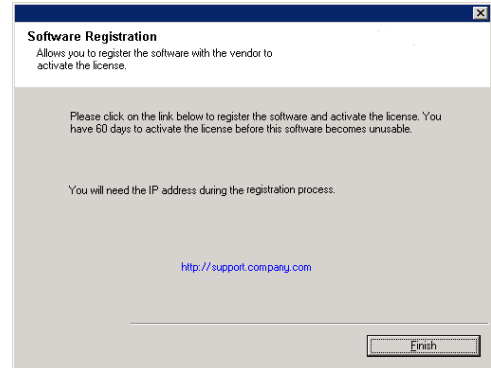 Software Registration
Allows you to register the software with the vendor to
activate the license.
Please click on the link below to register the software and activate the license. You
have 60 days to activate the license before this software becomes unusable.
You will need the IP address during the registration process.
http://support.company.com
Finish